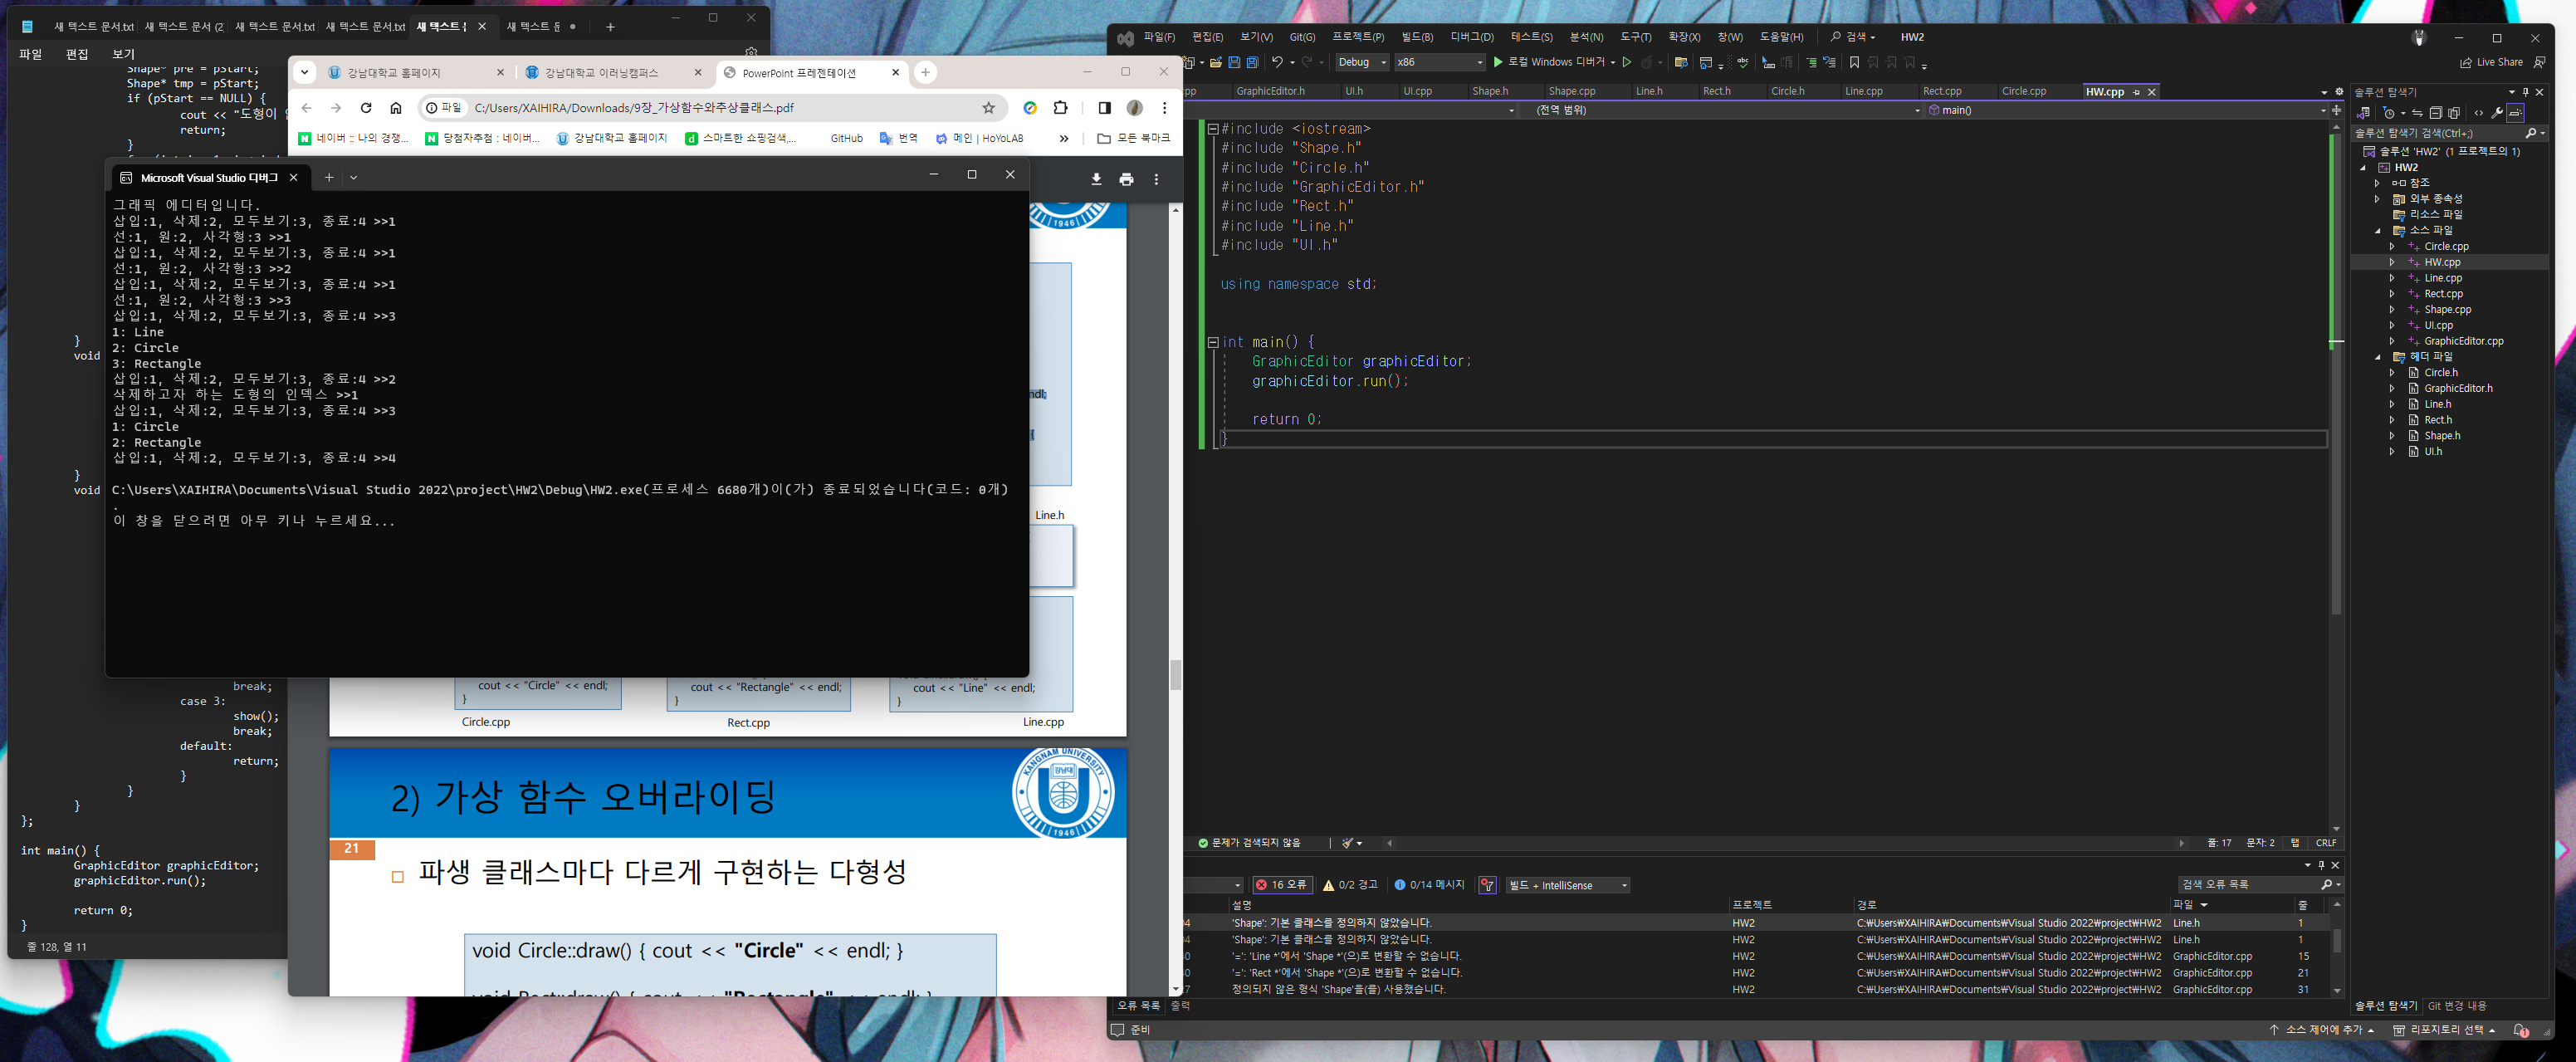 새 텍스트 문서.txt
새 텍스트 문서 (2
새 텍스트 문서.txt
새 텍스트 문서.txt
새 텍스트
새 텍스트 문
파일 편집 보기
Shape* pre = pStart;
Shape* tmp = pStart;
if (pStart == NULL) {
cout << "도형이
return;
}
}
void
}
void
break;
case 3:
show();
break;
default:
return;
}
}
}
};
int main() {
GraphicEditor graphicEditor;
graphicEditor.run();
return 0;
}
줄 128, 열 11
강남대학교 홈페이지
강남대학교 이러닝캠퍼스
PowerPoint 프레젠테이션
파일
C:/Users/XAIHIRA/Downloads/9장_가상함수와추상클래스.pdf
네이버 :: 나의 경쟁...
당첨자추첨 : 네이버...
강남대학교 홈페이지
스마트한 쇼핑검색,...
GitHub
번역
메인 | HoYoLAB
모든 북마크
Microsoft Visual Studio 디버그
그래픽 에디터입니다.
삽입:1, 삭제:2, 모두보기:3, 종료:4 >>1
선:1, 원:2, 사각형:3 >>1
삽입:1, 삭제:2, 모두보기:3, 종료:4 >>1
선:1, 원:2, 사각형:3 >>2
삽입:1, 삭제:2, 모두보기:3, 종료:4 >>1
선:1, 원:2, 사각형:3 >>3
삽입:1, 삭제:2, 모두보기:3, 종료:4 >>3
1: Line
2: Circle
3: Rectangle
삽입:1, 삭제:2, 모두보기:3, 종료:4 >>2
삭제하고자 하는 도형의 인덱스 >>1
삽입:1, 삭제:2, 모두보기:3, 종료:4 >>3
1: Circle
2: Rectangle
삽입:1, 삭제:2, 모두보기:3, 종료:4 >>4
C:\Users\XAIHIRA\Documents\Visual Studio 2022\project\HW2\Debug\HW2.exe(프로세스 6680개)이(가) 종료되었습니다(코드: 0개)
.
이 창을 닫으려면 아무 키나 누르세요...
1946
endl;
{
Line.h
cout << "Circle" << endl;
}
Circle.cpp
cout << "Rectangle" << endl;
}
Rect.cpp
cout << "Line" << endl;
}
Line.cpp
2) 가상 함수 오버라이딩
KANGNAM UNIVERSITY
강남대
1946
21
파생 클래스마다 다르게 구현하는 다형성
void Circle::draw() { cout << "Circle" << endl; }
void Rect::draw() { cout << "Rectangle" << endl; }
파일(F) 편집(E) 보기(V) Git(G) 프로젝트(P) 빌드(B) 디버그(D) 테스트(S) 분석(N) 도구(T) 확장(X) 창(W) 도움말(H) 검색 HW2
Debug x86 로컬 Windows 디버거
Live Share
GraphicEditor.h UI.h UI.cpp Shape.h Shape.cpp Line.h Rect.h Circle.h Line.cpp Rect.cpp Circle.cpp HW.cpp
(전역 범위)
main()
#include <iostream>
#include "Shape.h"
#include "Circle.h"
#include "GraphicEditor.h"
#include "Rect.h"
#include "Line.h"
#include "UI.h"
using namespace std;
int main() {
GraphicEditor graphicEditor;
graphicEditor.run();
return 0;
}
문제가 검색되지 않음
줄: 17 문자: 2 탭 CRLF
16 오류
0/2 경고
0/14 메시지
빌드 + IntelliSense
검색 오류 목록
설명 프로젝트 경로 파일 줄
'Shape': 기본 클래스를 정의하지 않았습니다. HW2 C:₩Users₩XAIHIRA₩Documents₩Visual Studio 2022₩project₩HW2 Line.h 1
'Shape': 기본 클래스를 정의하지 않았습니다. HW2 C:₩Users₩XAIHIRA₩Documents₩Visual Studio 2022₩project₩HW2 Line.h 1
'=': 'Line *'에서 'Shape *'(으)로 변환할 수 없습니다. HW2 C:₩Users₩XAIHIRA₩Documents₩Visual Studio 2022₩project₩HW2 GraphicEditor.cpp 15
'=': 'Rect *'에서 'Shape *'(으)로 변환할 수 없습니다. HW2 C:₩Users₩XAIHIRA₩Documents₩Visual Studio 2022₩project₩HW2 GraphicEditor.cpp 21
정의되지 않은 형식 'Shape'을(를) 사용했습니다. HW2 C:₩Users₩XAIHIRA₩Documents₩Visual Studio 2022₩project₩HW2 GraphicEditor.cpp 31
오류 목록 출력
준비
솔루션 탐색기
솔루션 탐색기 검색(Ctrl+;)
솔루션 'HW2' (1 프로젝트의 1)
HW2
참조
외부 종속성
리소스 파일
소스 파일
Circle.cpp
HW.cpp
Line.cpp
Rect.cpp
Shape.cpp
UI.cpp
GraphicEditor.cpp
헤더 파일
Circle.h
GraphicEditor.h
Line.h
Rect.h
Shape.h
UI.h
솔루션 탐색기 Git 변경 내용
소스 제어에 추가
리포지토리 선택
1